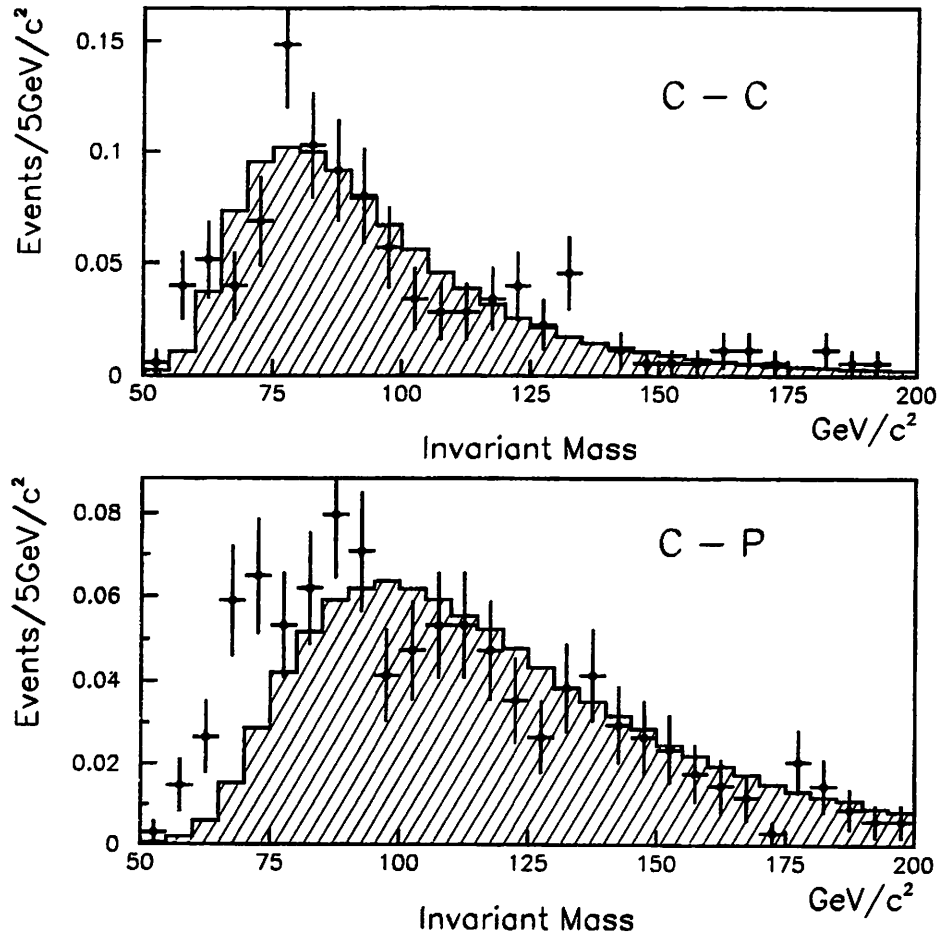 Events/5GeV/c²
0.15
0.1
0.05
0
C – C
50 75 100 125 150 175 200
GeV/c²
Invariant Mass
Events/5GeV/c²
0.08
0.06
0.04
0.02
0
C – P
50 75 100 125 150 175 200
GeV/c²
Invariant Mass